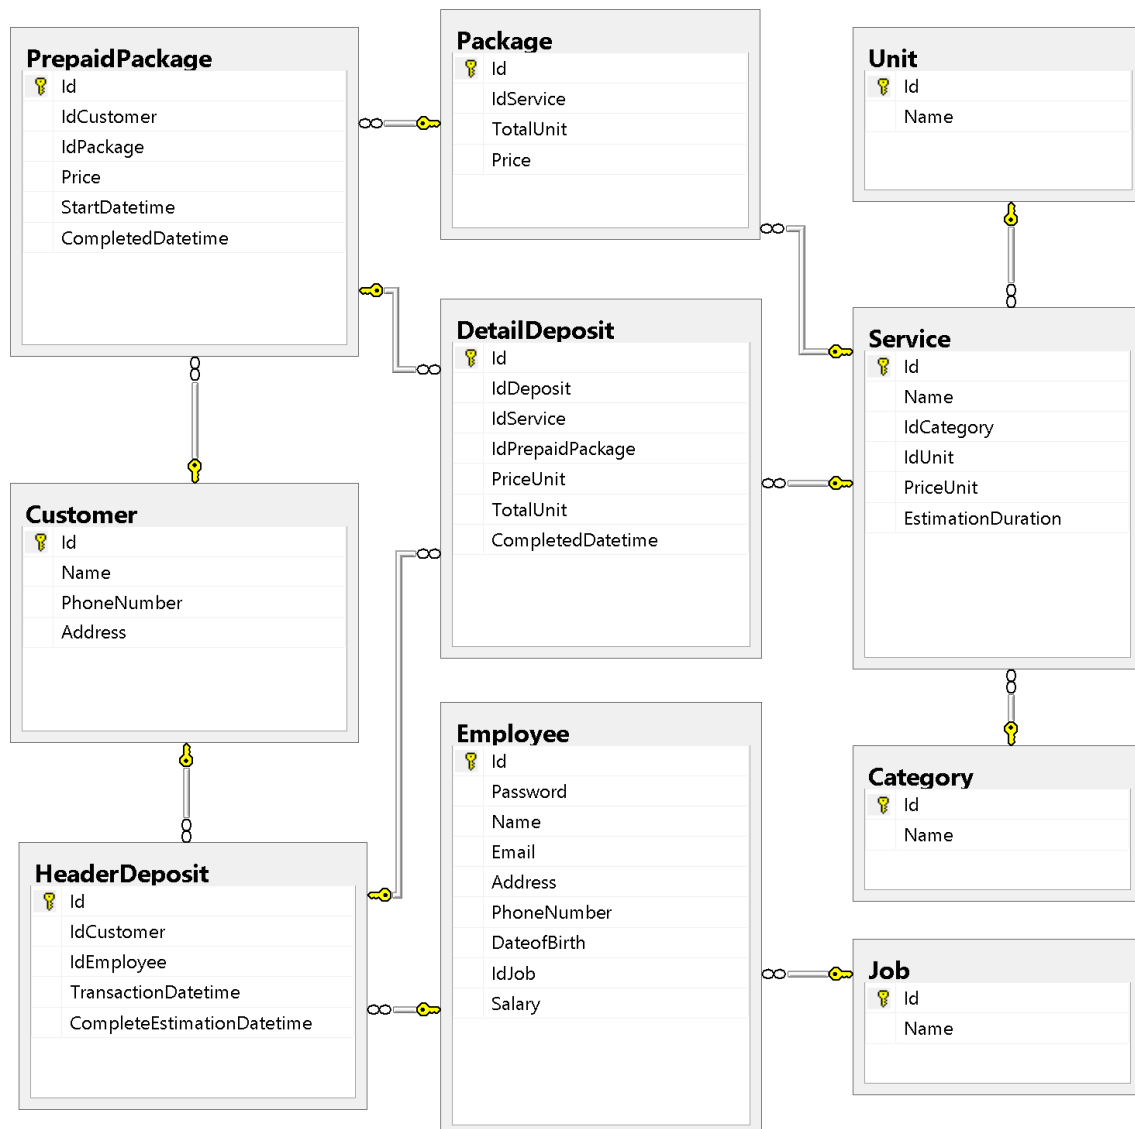 PrepaidPackage
Id
IdCustomer
IdPackage
Price
StartDatetime
CompletedDatetime
Package
Id
IdService
TotalUnit
Price
Unit
Id
Name
DetailDeposit
Id
IdDeposit
IdService
IdPrepaidPackage
PriceUnit
TotalUnit
CompletedDatetime
Service
Id
Name
IdCategory
IdUnit
PriceUnit
EstimationDuration
Customer
Id
Name
PhoneNumber
Address
Employee
Id
Password
Name
Email
Address
PhoneNumber
DateofBirth
IdJob
Salary
Category
Id
Name
HeaderDeposit
Id
IdCustomer
IdEmployee
TransactionDatetime
CompleteEstimationDatetime
Job
Id
Name